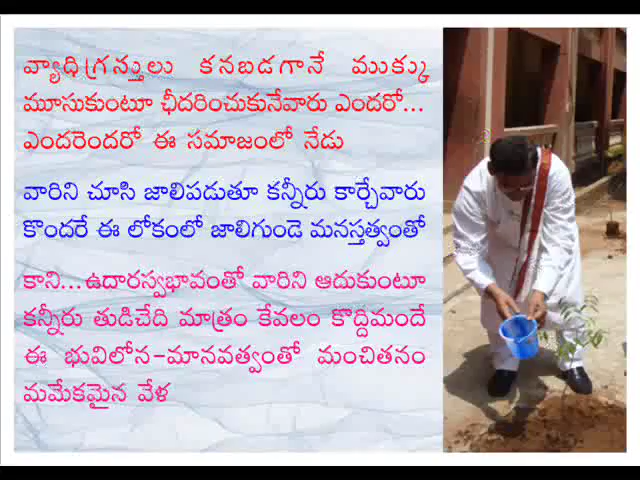 వ్యాధిగ్రస్తులు కనబడగానే ముక్కు
మూసుకుంటూ ఛీదరించుకునేవారు ఎందరో...
ఎందరెందరో ఈ సమాజంలో నేడు
వారిని చూసి జాలిపడుతూ కన్నీరు కార్చేవారు
కొందరే ఈ లోకంలో జాలిగుండె మనస్తత్వంతో
కాని...ఉదారస్వభావంతో వారిని ఆదుకుంటూ
కన్నీరు తుడిచేది మాత్రం కేవలం కొద్దిమందే
ఈ భువిలోన-మానవత్వంతో మంచితనం
మమేకమైన వేళ